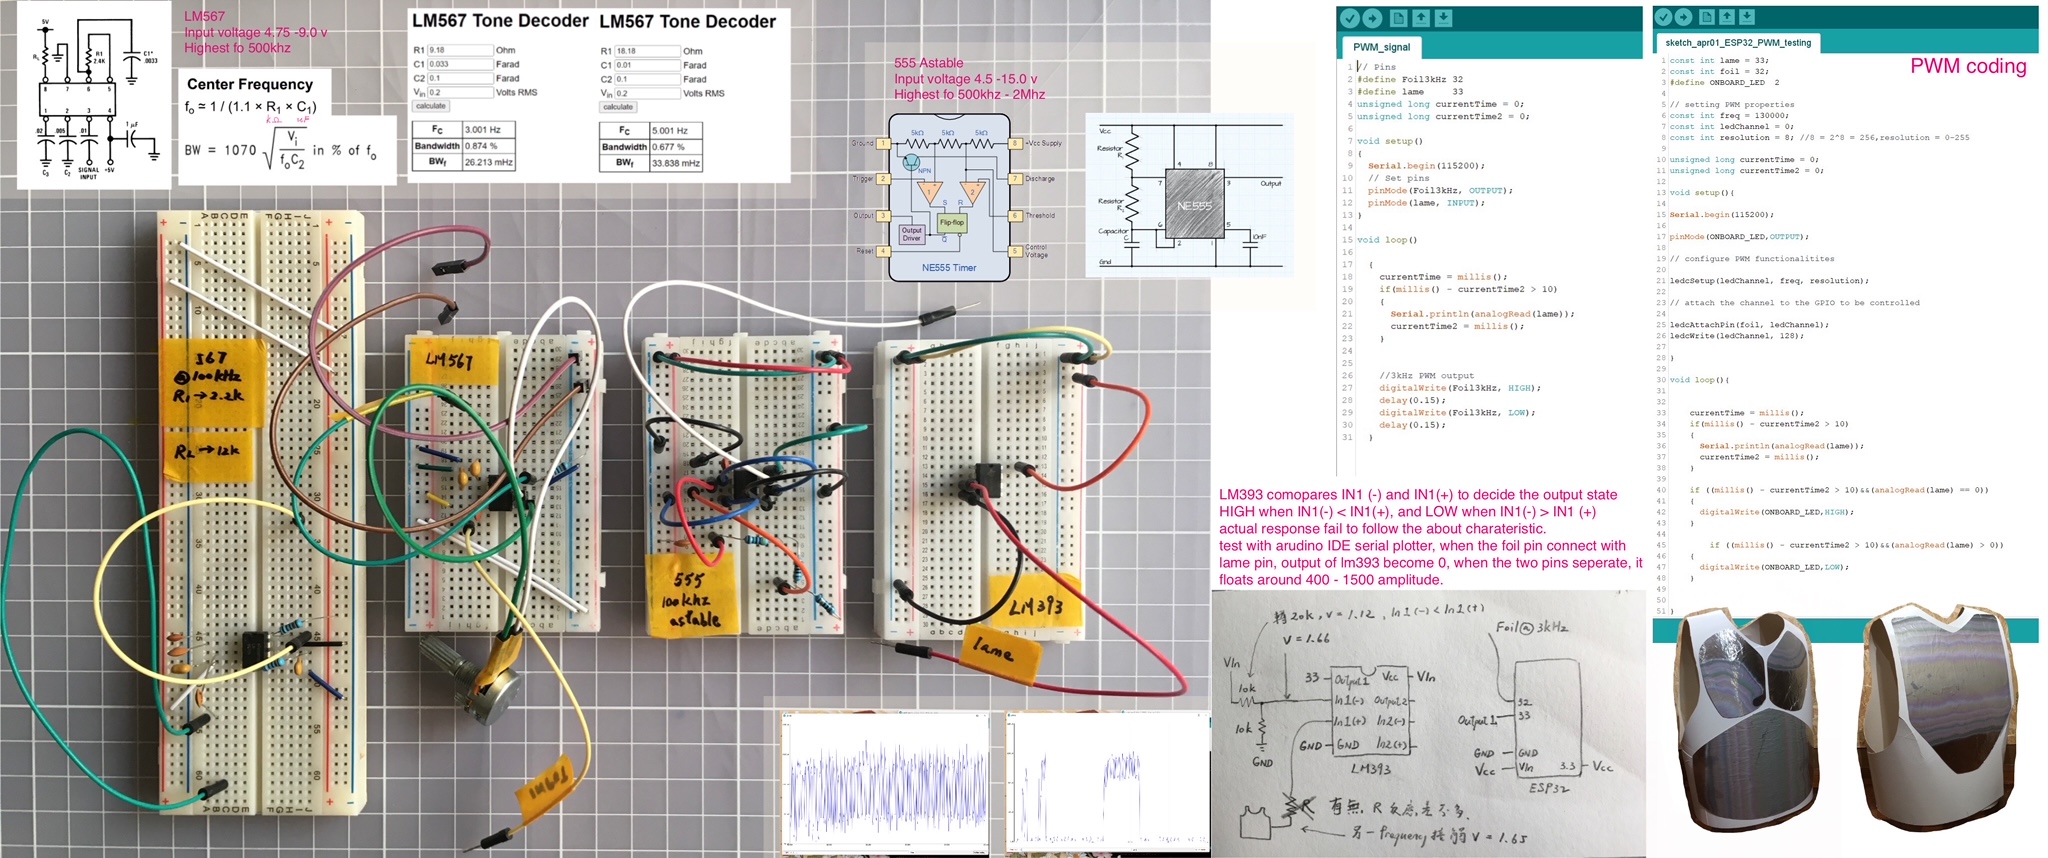 LM567
Input voltage 4.75 -9.0 v
Highest fo 500khz
5V
R1
2.4K
C1*
.0033
8 7 6 5
1 2 3 4
.02 .005 .01 1 µF
C3 C2 SIGNAL INPUT +5V
Center Frequency
fo ≃ 1 / (1.1 × R1 × C1)
kΩ uF
BW = 1070 √ Vi / foC2 in % of fo
LM567 Tone Decoder
R1 9.18 Ohm
C1 0.033 Farad
C2 0.1 Farad
Vin 0.2 Volts RMS
calculate
FC 3.001 Hz
Bandwidth 0.874 %
BWf 26.213 mHz
LM567 Tone Decoder
R1 18.18 Ohm
C1 0.01 Farad
C2 0.1 Farad
Vin 0.2 Volts RMS
calculate
FC 5.001 Hz
Bandwidth 0.677 %
BWf 33.838 mHz
555 Astable
Input voltage 4.5 -15.0 v
Highest fo 500khz - 2Mhz
5kΩ 5kΩ 5kΩ
Ground 1 8 +Vcc Supply
NPN
Trigger 2 7 Discharge
1 2
S R
Output 3 6 Threshold
Flip-flop
Output Driver
Q
Reset 4 5 Control Voltage
NE555 Timer
Vcc
Resistor R
4 8
7 3 Output
NE555
Resistor R
6 5
Capacitor C
2 1
10nF
Gnd
567
@100kHz
R1 → 2.2k
R2 → 12k
LM567
555
100khz
astable
LM393
lame
PWM_signal
1 // Pins
2 #define Foil3kHz 32
3 #define lame 33
4 unsigned long currentTime = 0;
5 unsigned long currentTime2 = 0;
6
7 void setup()
8 {
9 Serial.begin(115200);
10 // Set pins
11 pinMode(Foil3kHz, OUTPUT);
12 pinMode(lame, INPUT);
13 }
14
15 void loop()
16
17 {
18 currentTime = millis();
19 if(millis() - currentTime2 > 10)
20 {
21 Serial.println(analogRead(lame));
22 currentTime2 = millis();
23 }
24
25
26 //3kHz PWM output
27 digitalWrite(Foil3kHz, HIGH);
28 delay(0.15);
29 digitalWrite(Foil3kHz, LOW);
30 delay(0.15);
31 }
LM393 comopares IN1 (-) and IN1(+) to decide the output state
HIGH when IN1(-) < IN1(+), and LOW when IN1(-) > IN1 (+)
actual response fail to follow the about charateristic.
test with arudino IDE serial plotter, when the foil pin connect with
lame pin, output of lm393 become 0, when the two pins seperate, it
floats around 400 - 1500 amplitude.
20k, V = 1.12, In1(-) < In1(+)
V = 1.66
VIn
10k
10k
GND
33 Output1 Vcc VIn
In1(-) Output2
In1(+) In2(-)
GND GND In2(+)
LM393
Foil@3kHz
32
Output1 33
GND GND
Vcc VIn 3.3 Vcc
ESP32
R
有無, R 反應差不多.
另一 frequency 接 V = 1.65
sketch_apr01_ESP32_PWM_testing
PWM coding
1 const int lame = 33;
2 const int foil = 32;
3 #define ONBOARD_LED 2
4
5 // setting PWM properties
6 const int freq = 130000;
7 const int ledChannel = 0;
8 const int resolution = 8; //8 = 2^8 = 256,resolution = 0-255
9
10 unsigned long currentTime = 0;
11 unsigned long currentTime2 = 0;
12
13 void setup(){
14
15 Serial.begin(115200);
16
17 pinMode(ONBOARD_LED,OUTPUT);
18
19 // configure PWM functionalitites
20
21 ledcSetup(ledChannel, freq, resolution);
22
23 // attach the channel to the GPIO to be controlled
24
25 ledcAttachPin(foil, ledChannel);
26 ledcWrite(ledChannel, 128);
27
28 }
29
30 void loop(){
31
32
33 currentTime = millis();
34 if(millis() - currentTime2 > 10)
35 {
36 Serial.println(analogRead(lame));
37 currentTime2 = millis();
38 }
39
40 if ((millis() - currentTime2 > 10)&&(analogRead(lame) == 0))
41 {
42 digitalWrite(ONBOARD_LED,HIGH);
43 }
44
45 if ((millis() - currentTime2 > 10)&&(analogRead(lame) > 0))
46 {
47 digitalWrite(ONBOARD_LED,LOW);
48 }
51 }